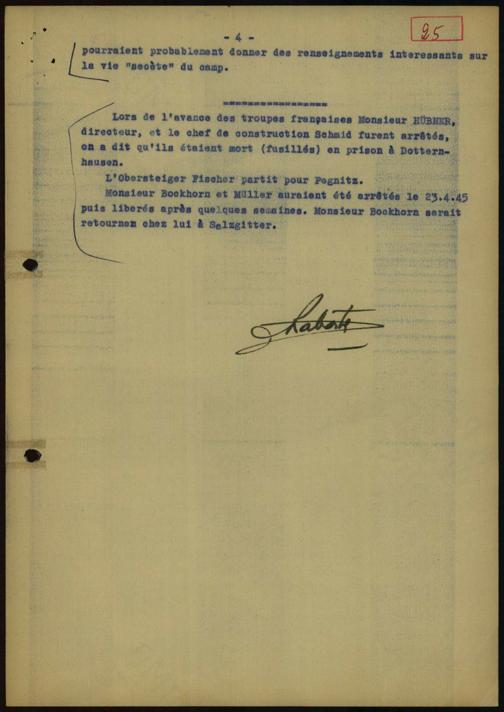 - 4 -
25
pourraient probablement donner des renseignements interessants sur
la vie "secète" du camp.
Lors de l'avance des troupes françaises Monsieur HÜBNER,
directeur, et le chef de construction Schmid furent arrêtés,
on a dit qu'ils étaient mort (fusillés) en prison à Dottern-
hausen.
L'Obersteiger Fischer partit pour Pegnitz.
Monsieur Bockhorn et Müller auraient été arrêtés le 23.4.45
puis liberés après quelques semaines. Monsieur Bockhorn serait
retournen chez lui à Salzgitter.